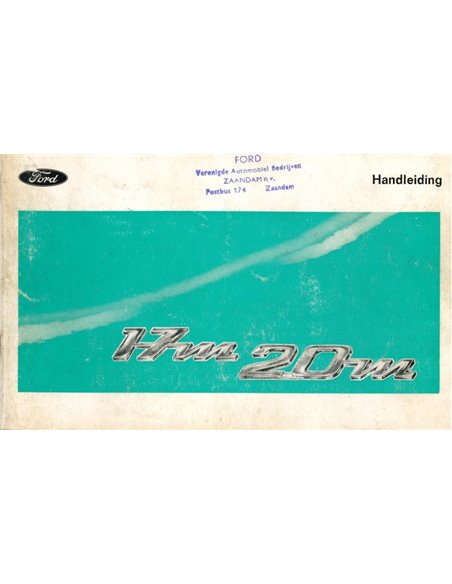 FORD
Verenigde Automobiel Bedrijven
ZAANDAM n.v.
Postbus 174 Zaandam
Ford
Handleiding
17m 20m